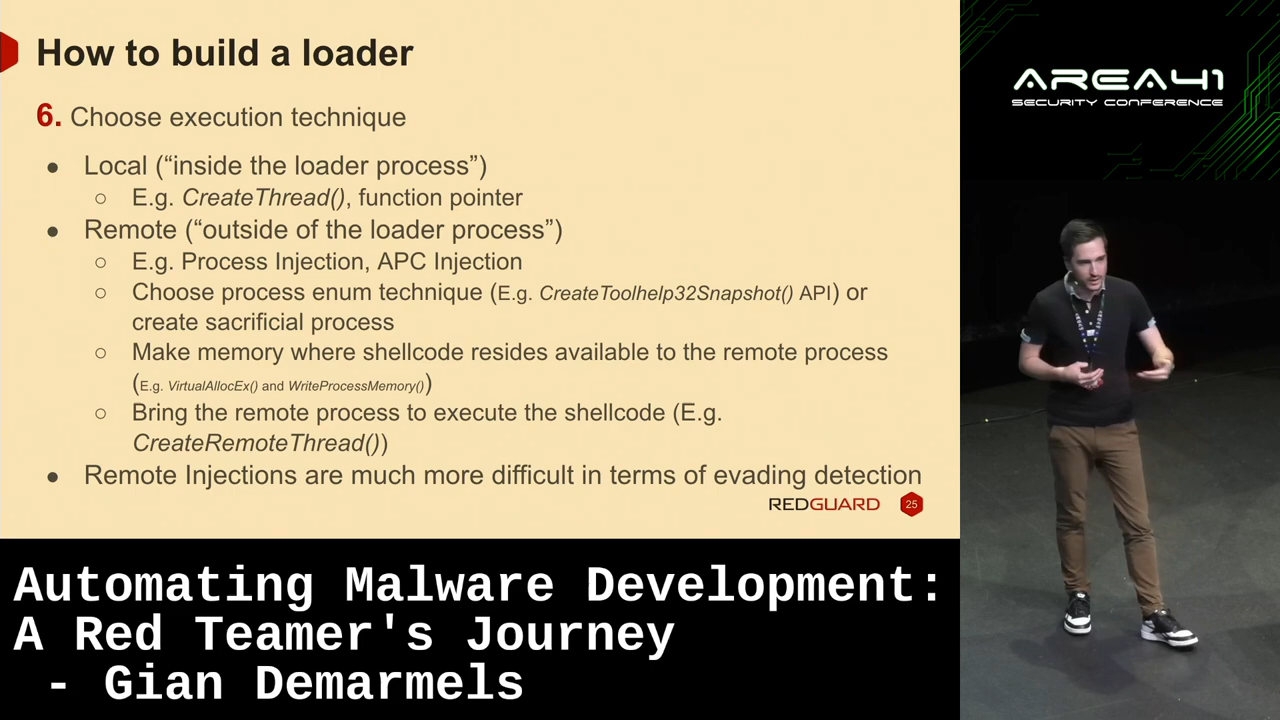 How to build a loader
6. Choose execution technique
● Local (“inside the loader process”)
○ E.g. CreateThread(), function pointer
● Remote (“outside of the loader process”)
○ E.g. Process Injection, APC Injection
○ Choose process enum technique (E.g. CreateToolhelp32Snapshot() API) or
create sacrificial process
○ Make memory where shellcode resides available to the remote process
(E.g. VirtualAllocEx() and WriteProcessMemory())
○ Bring the remote process to execute the shellcode (E.g.
CreateRemoteThread())
● Remote Injections are much more difficult in terms of evading detection
REDGUARD 25
AREA41
SECURITY CONFERENCE
Automating Malware Development:
A Red Teamer's Journey
- Gian Demarmels